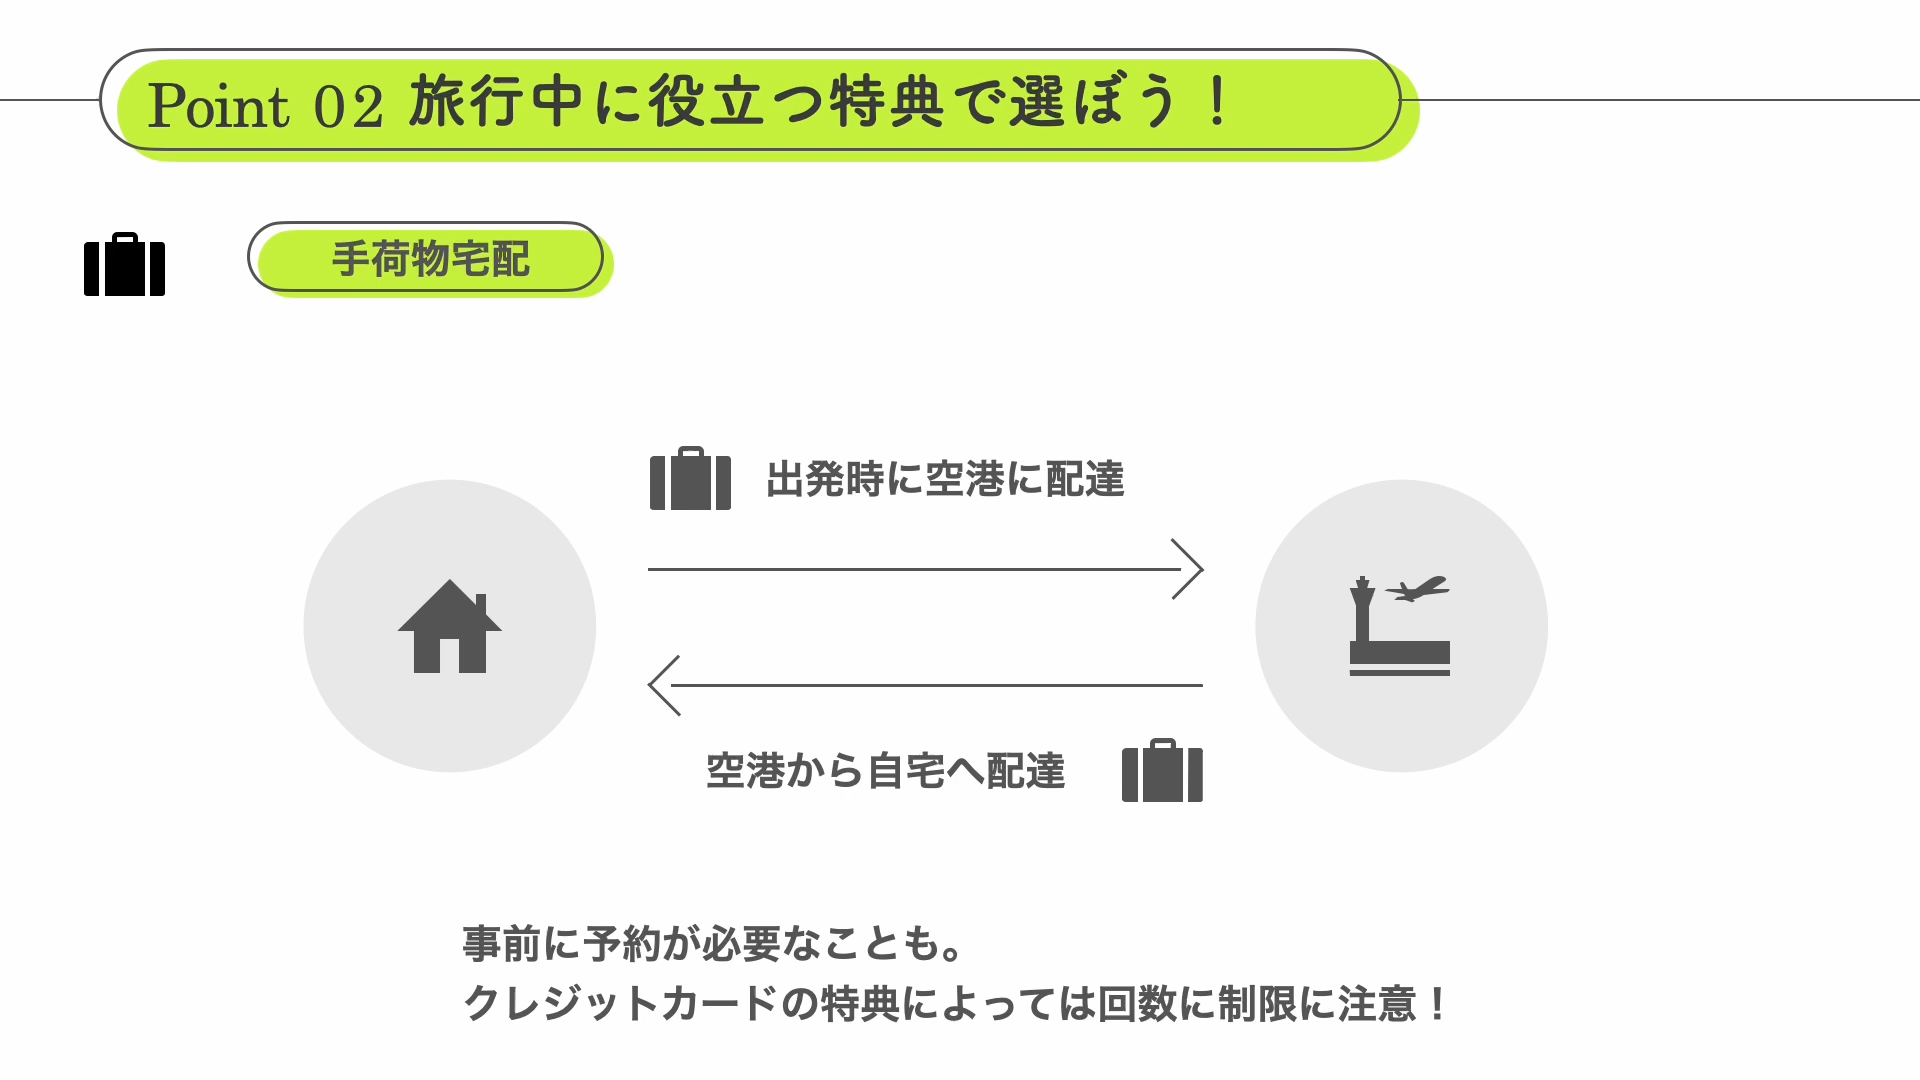 Point 02 旅行中に役立つ特典で選ぼう！
手荷物宅配
出発時に空港に配達
空港から自宅へ配達
事前に予約が必要なことも。
クレジットカードの特典によっては回数に制限に注意！